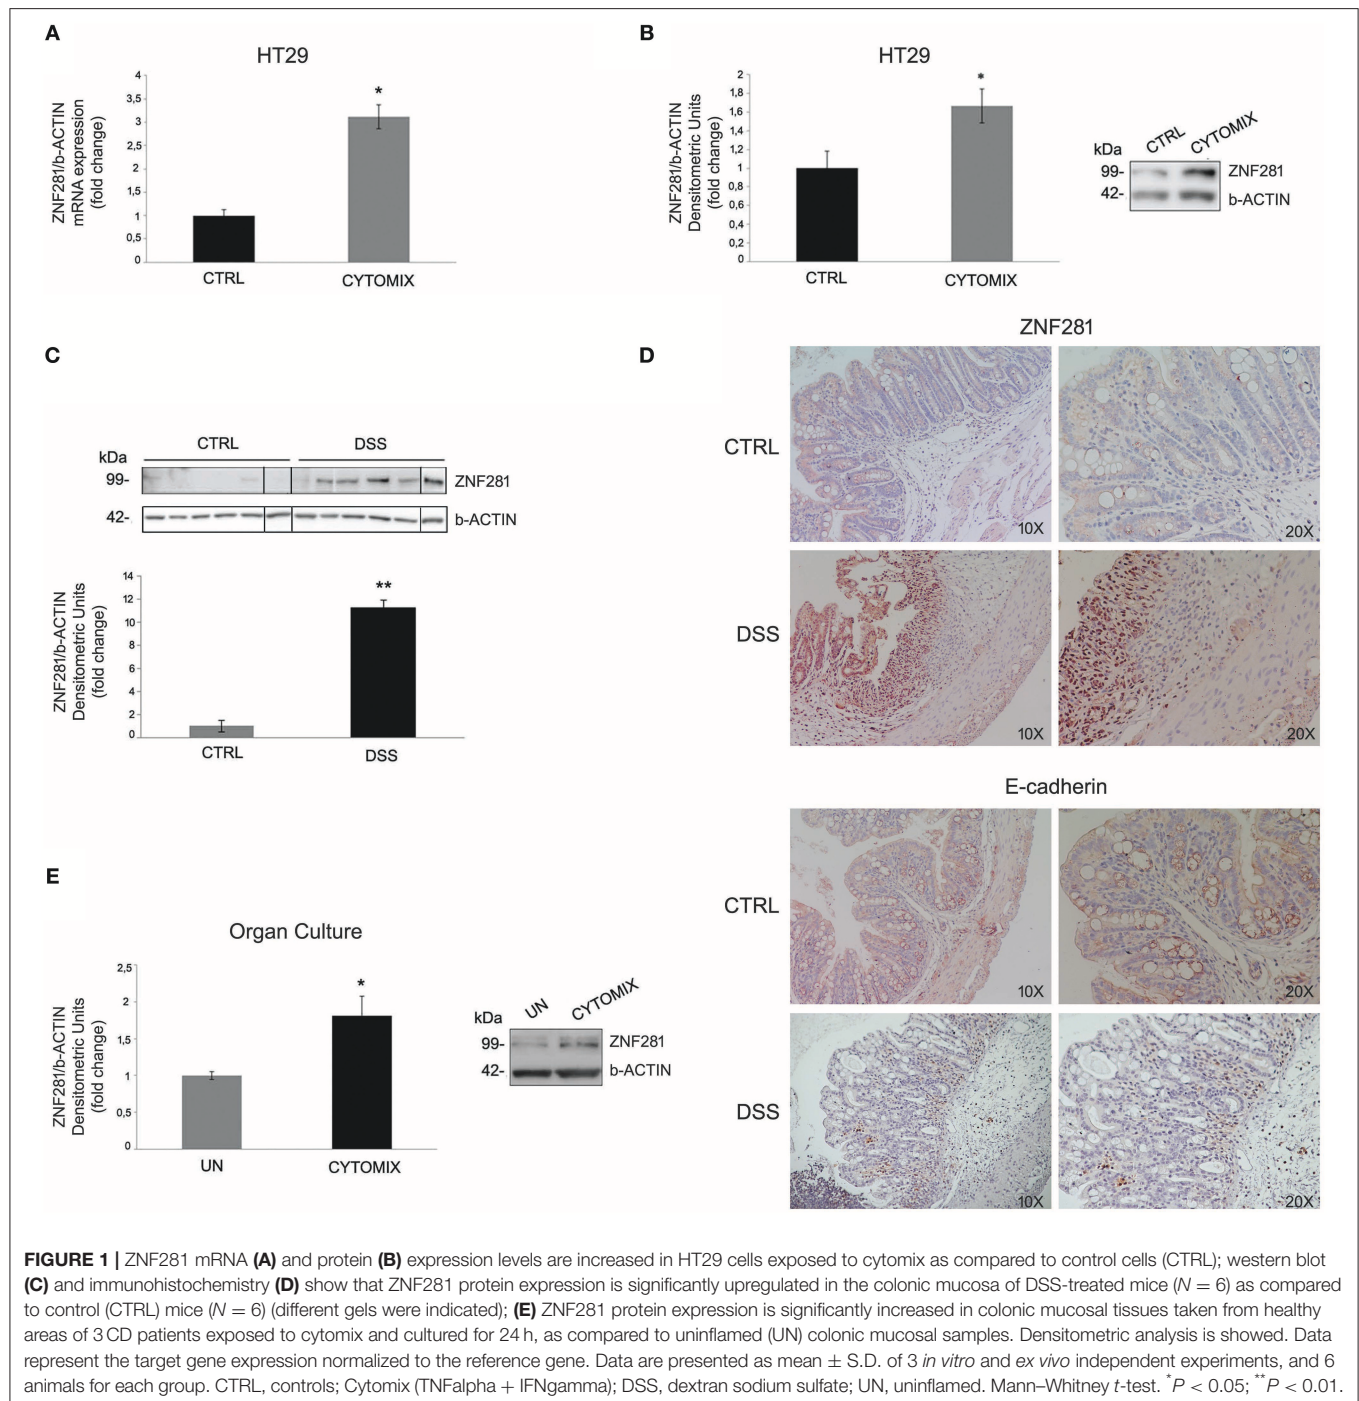 A
HT29
ZNF281/b-ACTIN
mRNA expression
(fold change)
4
3,5
3
2,5
2
1,5
1
0,5
0
*
CTRL
CYTOMIX
B
HT29
ZNF281/b-ACTIN
Densitometric Units
(fold change)
2
1,8
1,6
1,4
1,2
1
0,8
0,6
0,4
0,2
0
*
CTRL
CYTOMIX
CTRL
CYTOMIX
kDa
99-
ZNF281
42-
b-ACTIN
C
CTRL
DSS
kDa
99-
ZNF281
42-
b-ACTIN
ZNF281/b-ACTIN
Densitometric Units
(fold change)
14
12
10
8
6
4
2
0
**
CTRL
DSS
D
ZNF281
CTRL
10X
20X
DSS
10X
20X
E-cadherin
CTRL
10X
20X
DSS
10X
20X
E
Organ Culture
ZNF281/b-ACTIN
Densitometric Units
(fold change)
2,5
2
1,5
1
0,5
0
*
UN
CYTOMIX
UN
CYTOMIX
kDa
99-
ZNF281
42-
b-ACTIN
FIGURE 1 | ZNF281 mRNA (A) and protein (B) expression levels are increased in HT29 cells exposed to cytomix as compared to control cells (CTRL); western blot
(C) and immunohistochemistry (D) show that ZNF281 protein expression is significantly upregulated in the colonic mucosa of DSS-treated mice (N = 6) as compared
to control (CTRL) mice (N = 6) (different gels were indicated); (E) ZNF281 protein expression is significantly increased in colonic mucosal tissues taken from healthy
areas of 3 CD patients exposed to cytomix and cultured for 24 h, as compared to uninflamed (UN) colonic mucosal samples. Densitometric analysis is showed. Data
represent the target gene expression normalized to the reference gene. Data are presented as mean ± S.D. of 3 in vitro and ex vivo independent experiments, and 6
animals for each group. CTRL, controls; Cytomix (TNFalpha + IFNgamma); DSS, dextran sodium sulfate; UN, uninflamed. Mann–Whitney t-test. *P < 0.05; **P < 0.01.